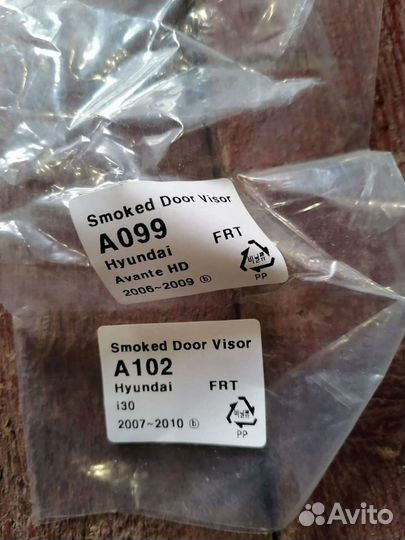 Smoked Door Visor
A099
FRT
Hyundai
Avante HD
2006~2009 ⓑ
PP
Smoked Door Visor
A102
Hyundai FRT
i30
2007~2010 ⓑ
PP
Avito